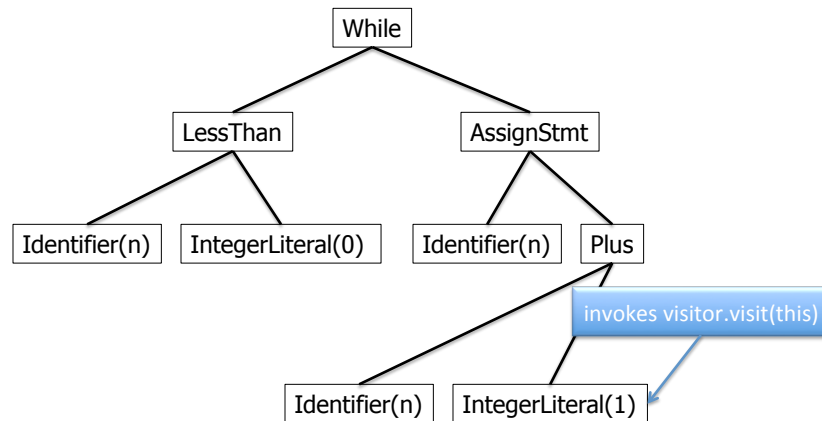 While
LessThan
AssignStmt
Identifier(n)
IntegerLiteral(0)
Identifier(n)
Plus
invokes visitor.visit(this)
Identifier(n)
IntegerLiteral(1)